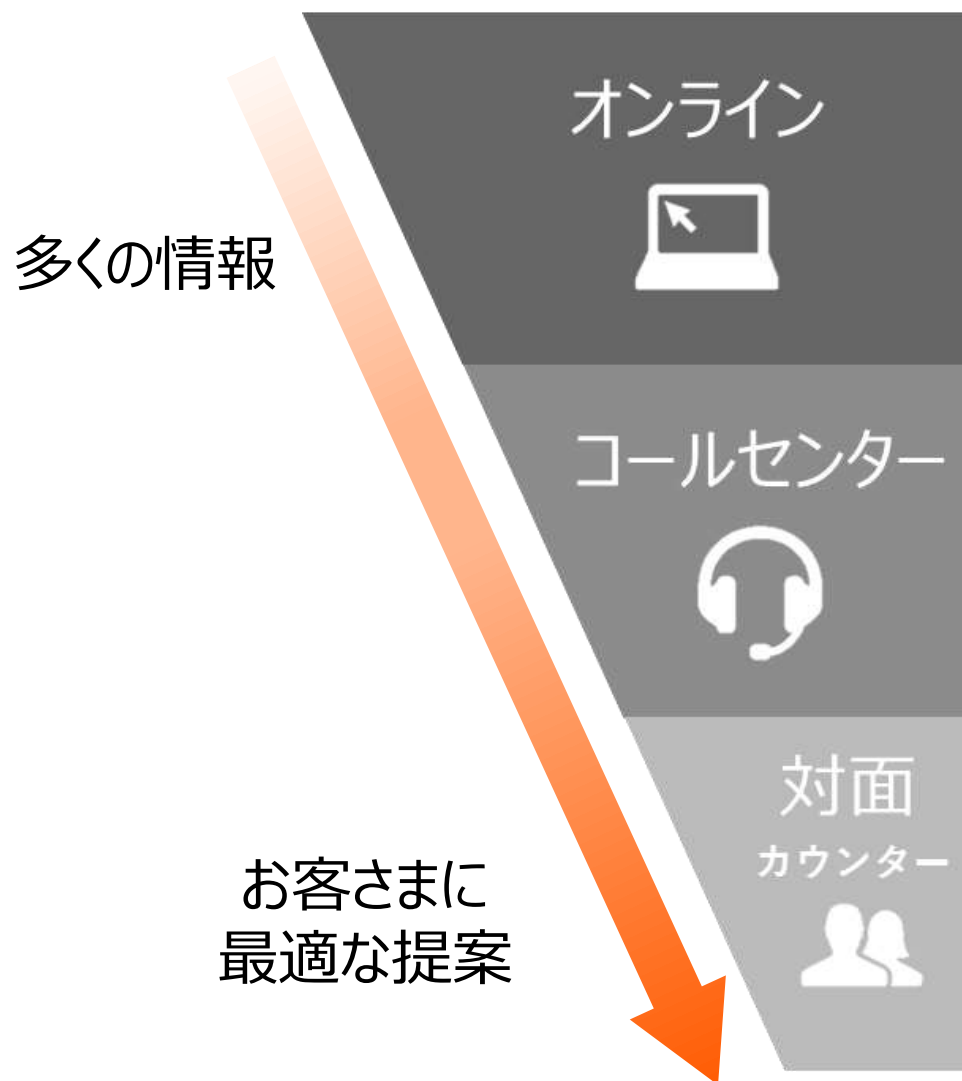 オンライン
多くの情報
コールセンター
対面
カウンター
お客さまに
最適な提案